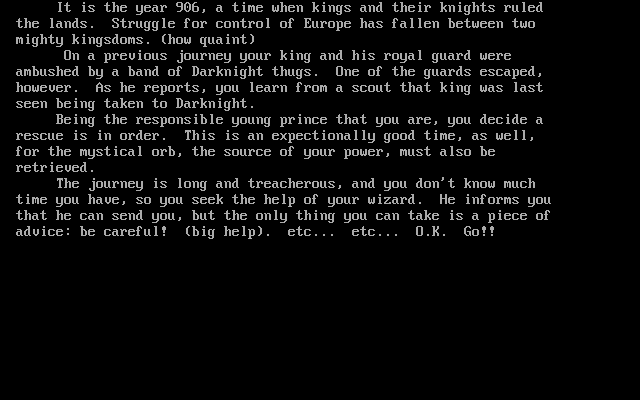 It is the year 906, a time when kings and their knights ruled
the lands.  Struggle for control of Europe has fallen between two
mighty kingsdoms. (how quaint)
On a previous journey your king and his royal guard were
ambushed by a band of Darknight thugs.  One of the guards escaped,
however.  As he reports, you learn from a scout that king was last
seen being taken to Darknight.
Being the responsible young prince that you are, you decide a
rescue is in order.  This is an expectionally good time, as well,
for the mystical orb, the source of your power, must also be
retrieved.
The journey is long and treacherous, and you don't know much
time you have, so you seek the help of your wizard.  He informs you
that he can send you, but the only thing you can take is a piece of
advice: be careful!  (big help).  etc...  etc...  O.K.  Go!!